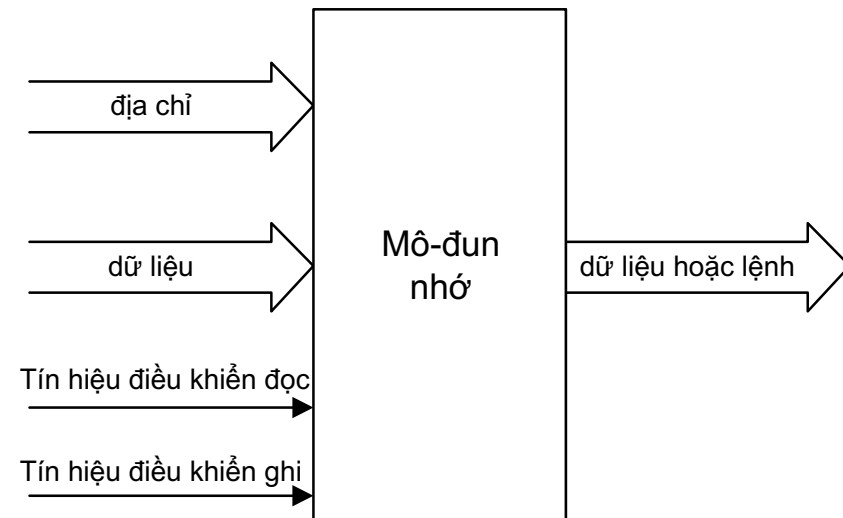 địa chỉ
dữ liệu
Tín hiệu điều khiển đọc
Tín hiệu điều khiển ghi
Mô-đun
nhớ
dữ liệu hoặc lệnh